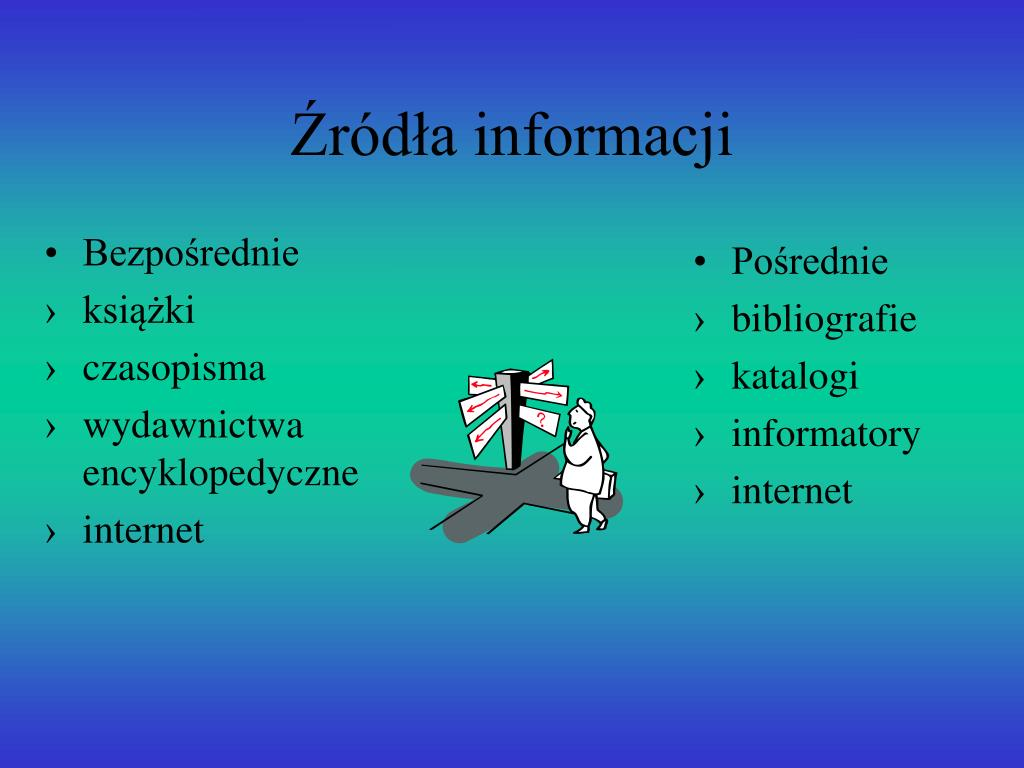 Źródła informacji
• Bezpośrednie
› książki
› czasopisma
› wydawnictwa
encyklopedyczne
› internet
• Pośrednie
› bibliografie
› katalogi
› informatory
› internet
?